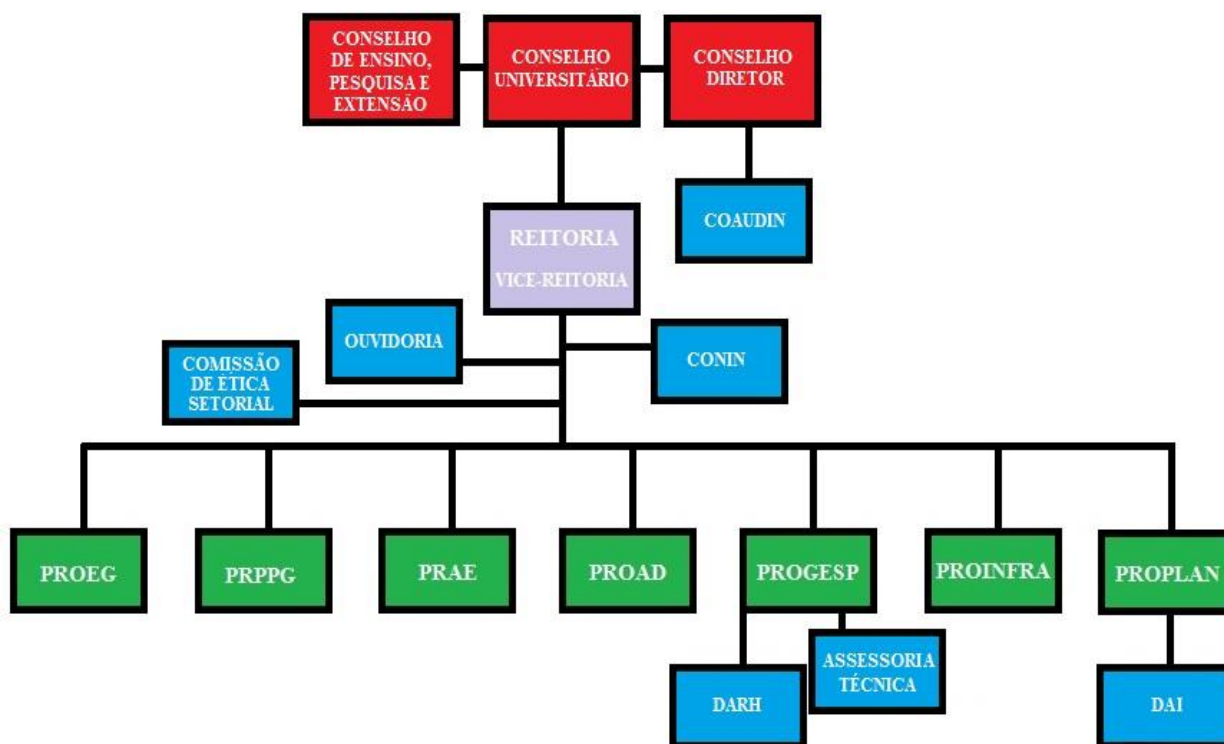 CONSELHO
DE ENSINO,
PESQUISA E
EXTENSÃO
CONSELHO
UNIVERSITÁRIO
CONSELHO
DIRETOR
COAUDIN
REITORIA
VICE-REITORIA
OUVIDORIA
CONIN
COMISSÃO
DE ÉTICA
SETORIAL
PROEG
PRPPG
PRAE
PROAD
PROGESP
PROINFRA
PROPLAN
DARH
ASSESSORIA
TÉCNICA
DAI